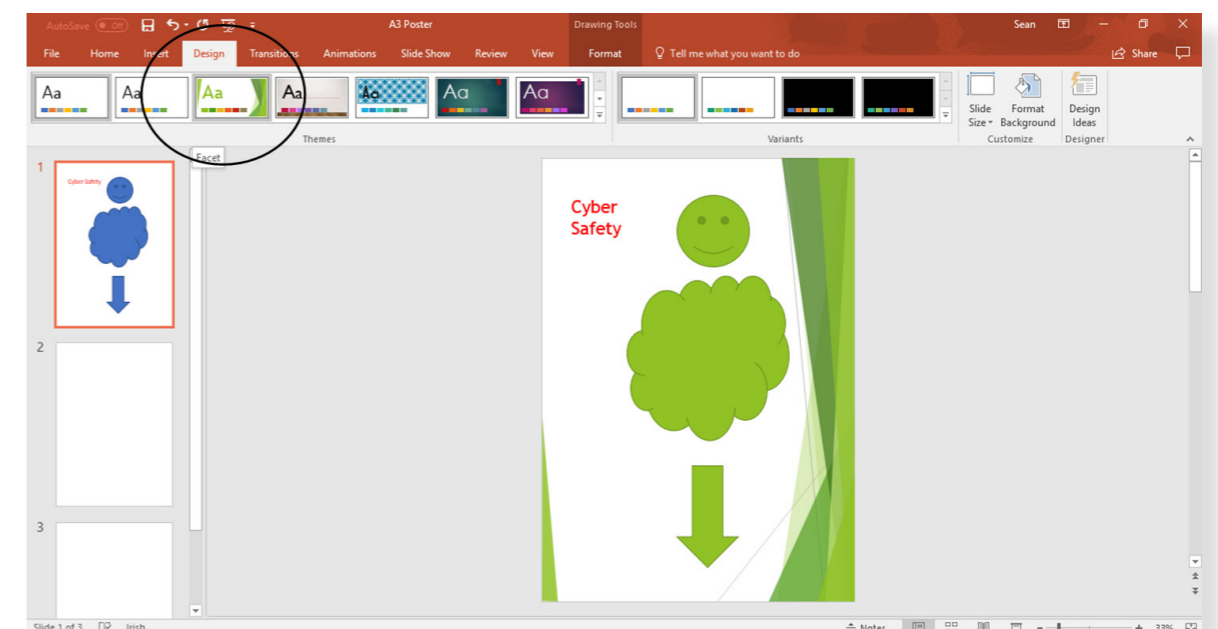 AutoSave Off A3 Poster Drawing Tools Sean
File Home Insert Design Transitions Animations Slide Show Review View Format Tell me what you want to do Share
Aa Aa Aa Aa Aa Aa Aa
Slide Size Format Background Design Ideas
Themes Variants Customize Designer
Facet
1
Cyber Safety
2
3
Cyber
Safety
Slide 1 of 3 Irish Notes 33%